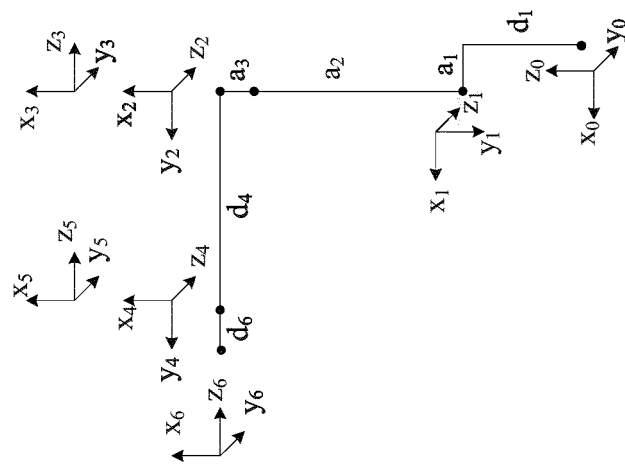 x₆
z₆
y₆
x₅
z₅
y₅
x₄
y₄
z₄
d₆
d₄
x₃
z₃
y₃
x₂
y₂
z₂
a₃
a₂
x₁
y₁
z₁
a₁
d₁
z₀
x₀
y₀